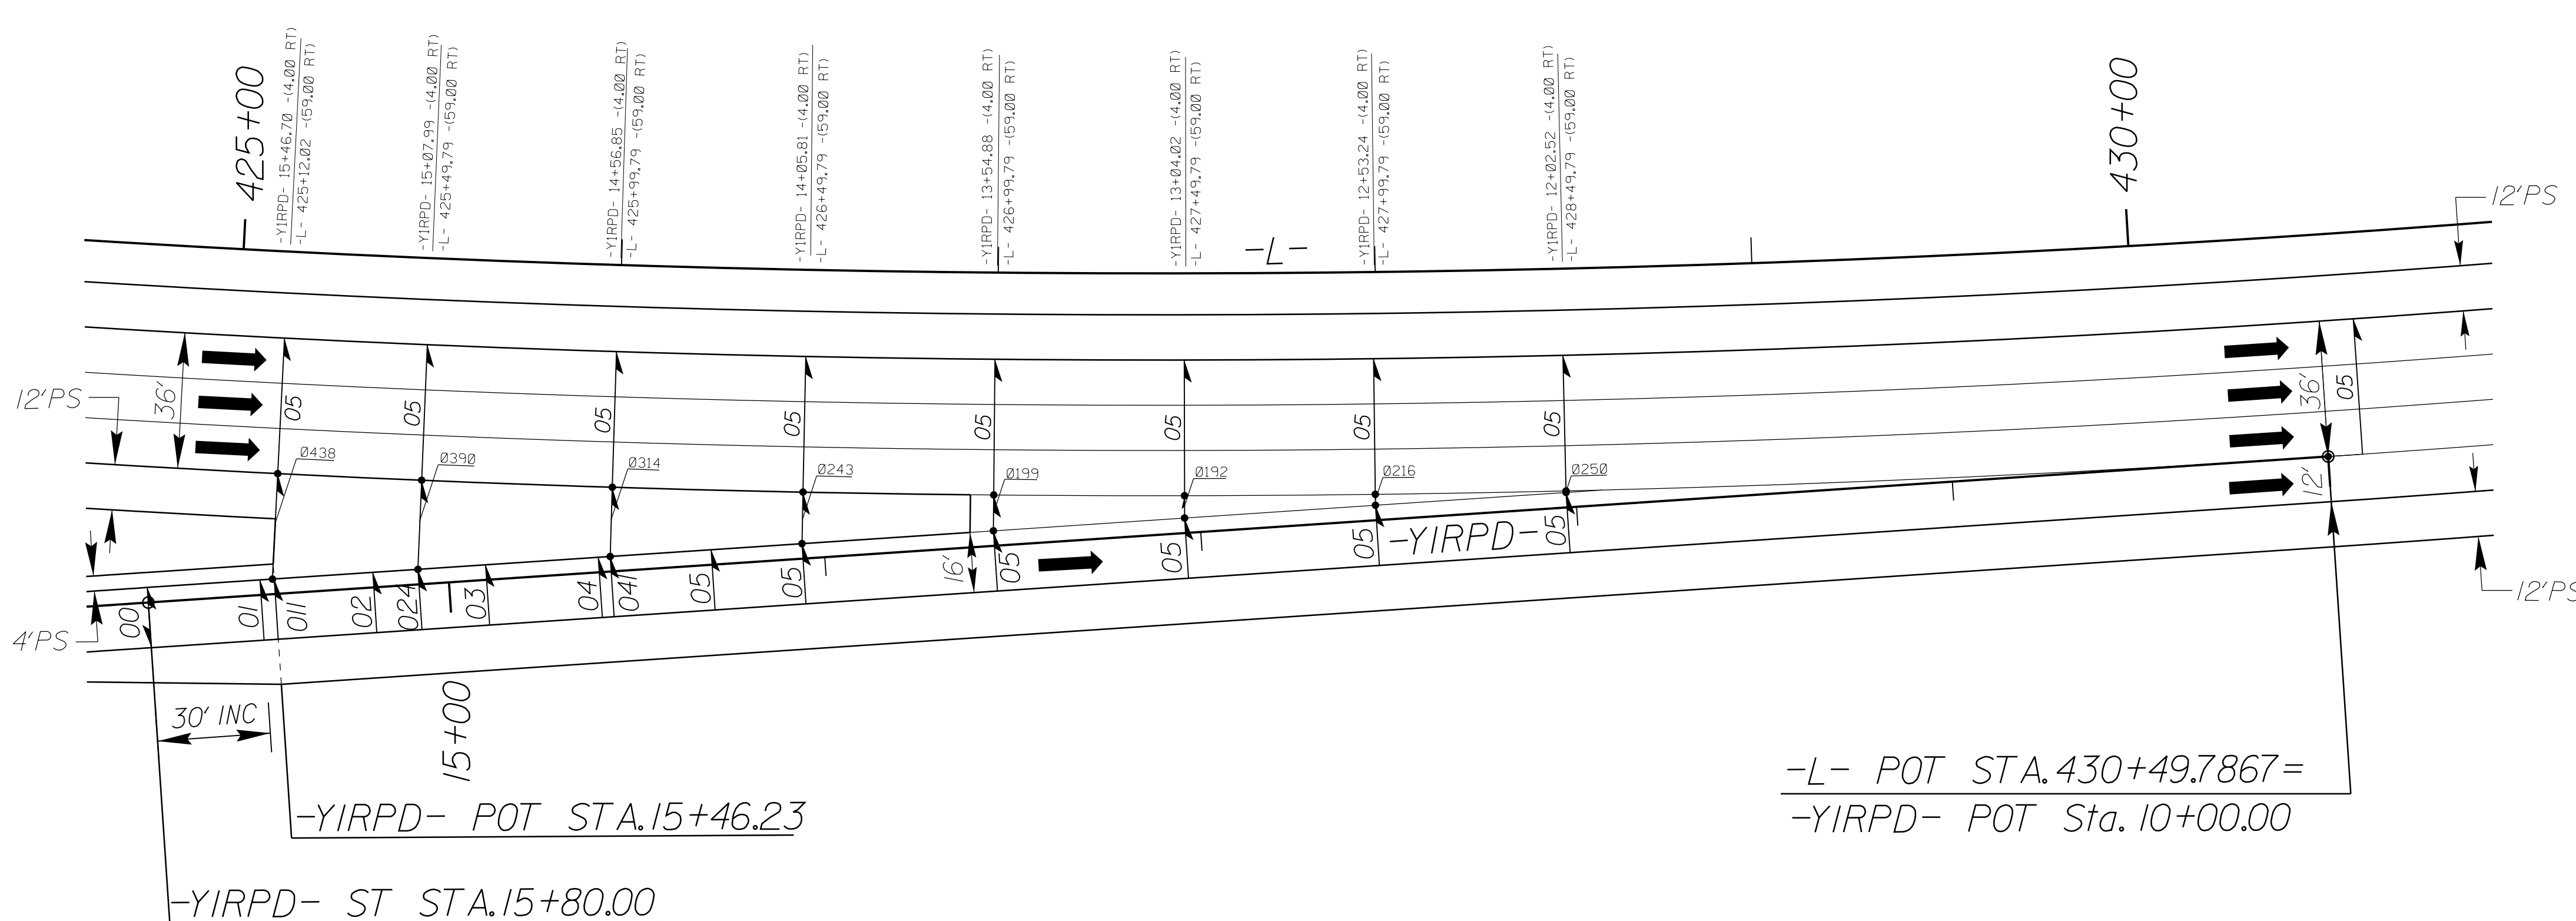 425+00
-Y1RPD- 15+46.70 -(4.00 RT)
-L- 425+12.02 -(59.00 RT)
-Y1RPD- 15+07.99 -(4.00 RT)
-L- 425+49.79 -(59.00 RT)
-Y1RPD- 14+56.85 -(4.00 RT)
-L- 425+99.79 -(59.00 RT)
-Y1RPD- 14+05.81 -(4.00 RT)
-L- 426+49.79 -(59.00 RT)
-Y1RPD- 13+54.88 -(4.00 RT)
-L- 426+99.79 -(59.00 RT)
-Y1RPD- 13+04.02 -(4.00 RT)
-L- 427+49.79 -(59.00 RT)
-Y1RPD- 12+53.24 -(4.00 RT)
-L- 427+99.79 -(59.00 RT)
-Y1RPD- 12+02.52 -(4.00 RT)
-L- 428+49.79 -(59.00 RT)
430+00
12'PS
-L-
12'PS
36'
05
05
05
05
05
05
05
05
36'
05
0438
0390
0314
0243
0199
0192
0216
0250
12'
4'PS
00
01
011
02
024
03
04
041
05
05
16'
05
05
05
-Y1RPD-
05
12'PS
30' INC
15+00
-Y1RPD- POT STA.15+46.23
-L- POT STA.430+49.7867=
-Y1RPD- POT Sta. 10+00.00
-Y1RPD- ST STA.15+80.00